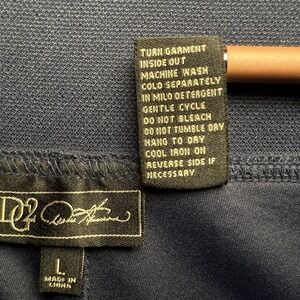 TURN GARMENT
INSIDE OUT
MACHINE WASH
COLD SEPARATELY
IN MILD DETERGENT
GENTLE CYCLE
DO NOT BLEACH
DO NOT TUMBLE DRY
HANG TO DRY
COOL IRON ON
REVERSE SIDE IF
NECESSARY
DG2
L
MADE IN
CHINA